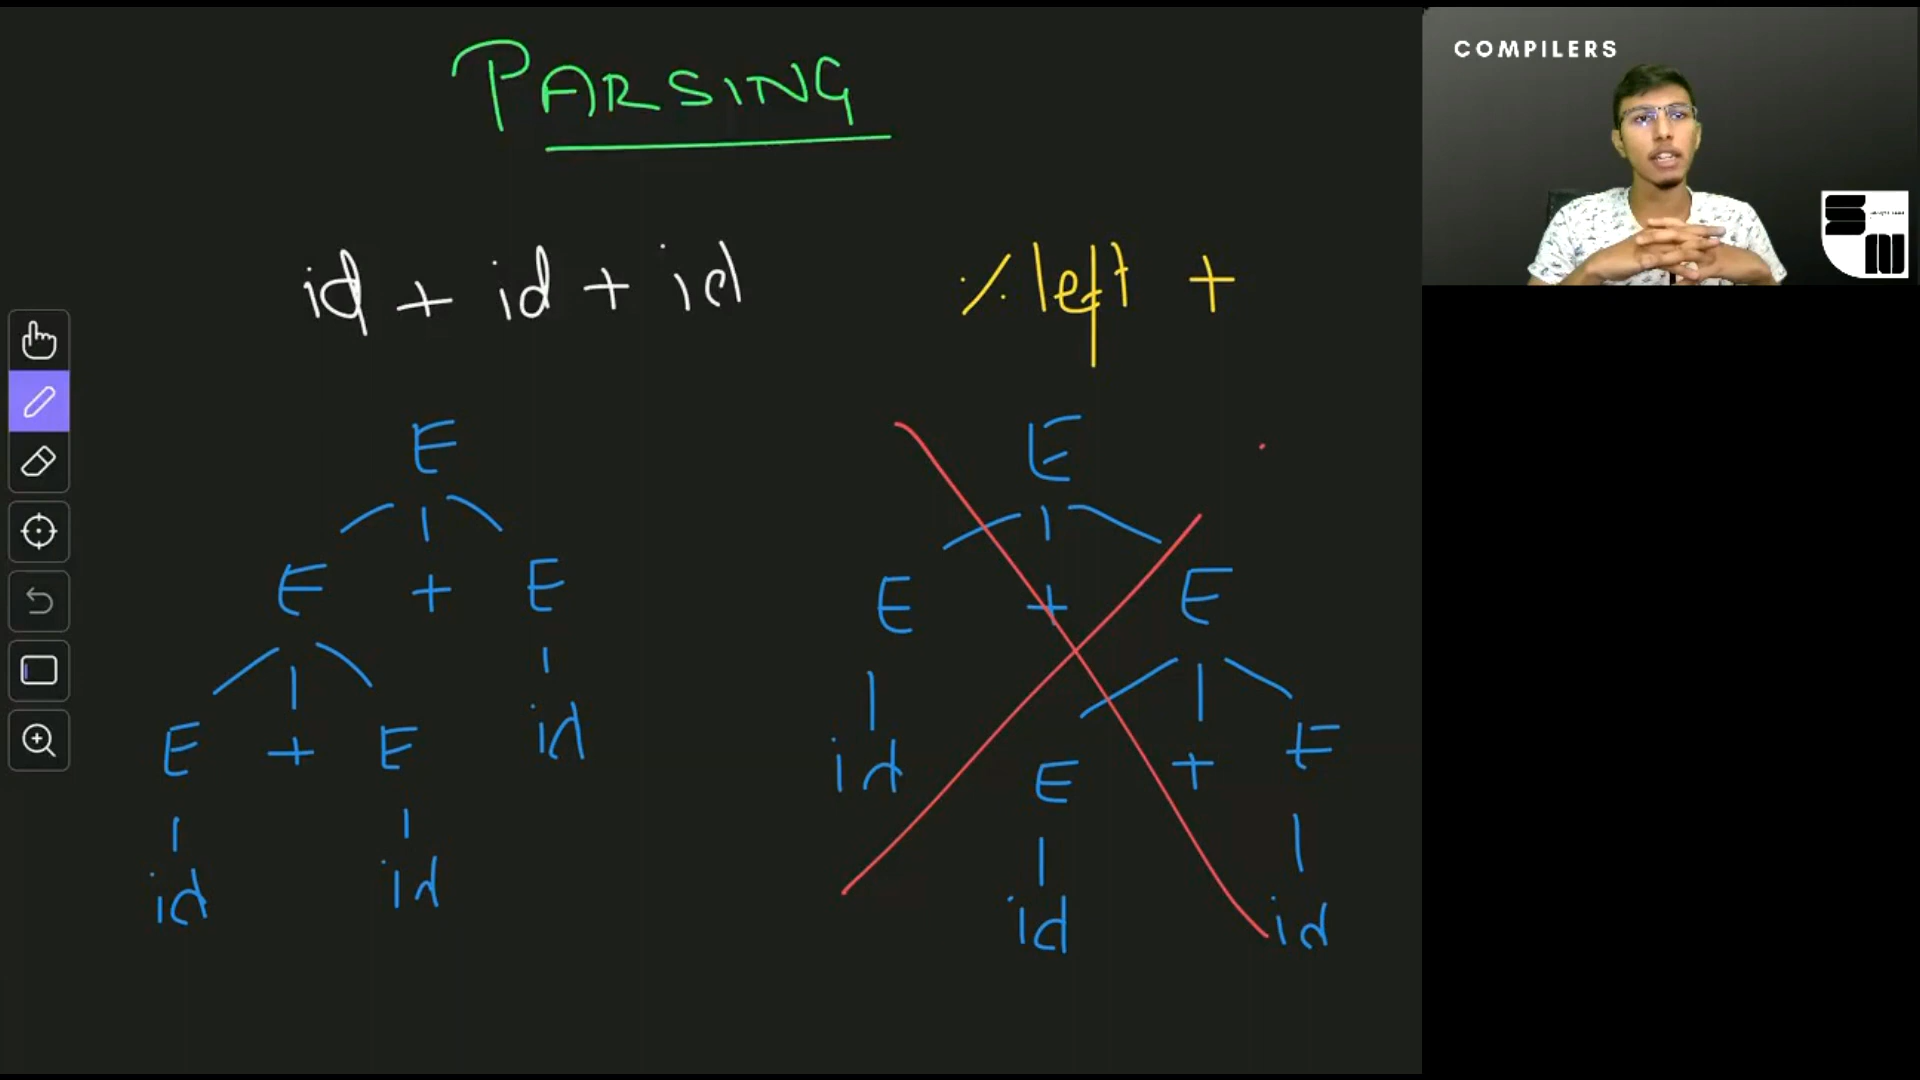 PARSING
COMPILERS
id + id + id
%left +
E
E
E + E
E + E
E + E
id
id
E + E
id id
id id